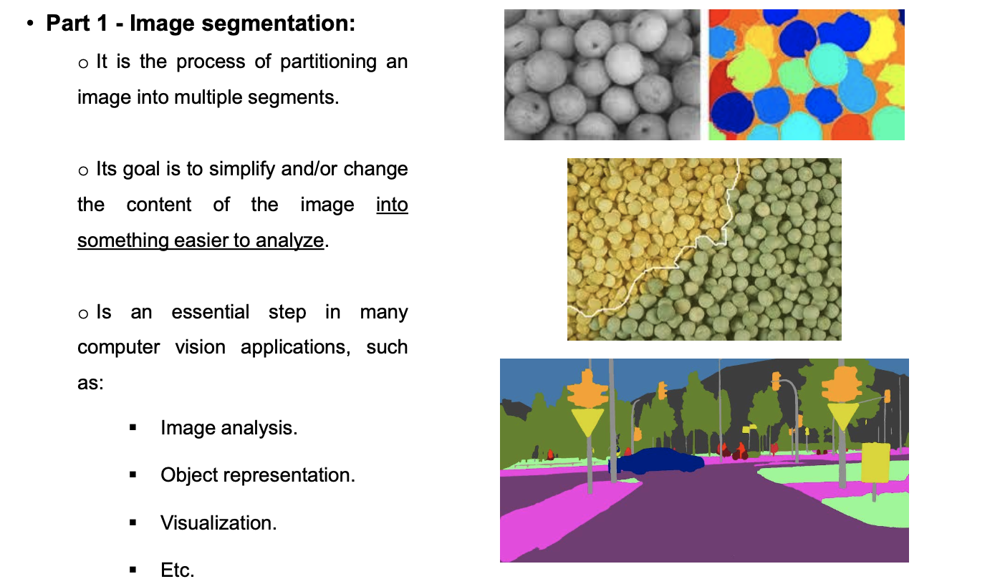 • Part 1 - Image segmentation:
o It is the process of partitioning an
image into multiple segments.
o Its goal is to simplify and/or change
the content of the image into
something easier to analyze.
o Is an essential step in many
computer vision applications, such
as:
▪ Image analysis.
▪ Object representation.
▪ Visualization.
▪ Etc.